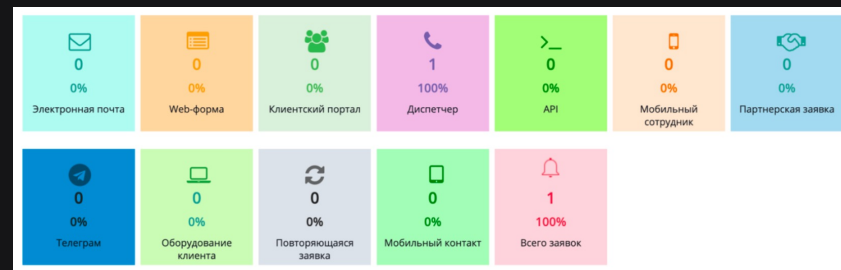 0
0%
Электронная почта
0
0%
Web-форма
0
0%
Клиентский портал
1
100%
Диспетчер
0
0%
API
0
0%
Мобильный
сотрудник
0
0%
Партнерская заявка
0
0%
Телеграм
0
0%
Оборудование
клиента
0
0%
Повторяющаяся
заявка
0
0%
Мобильный контакт
1
100%
Всего заявок